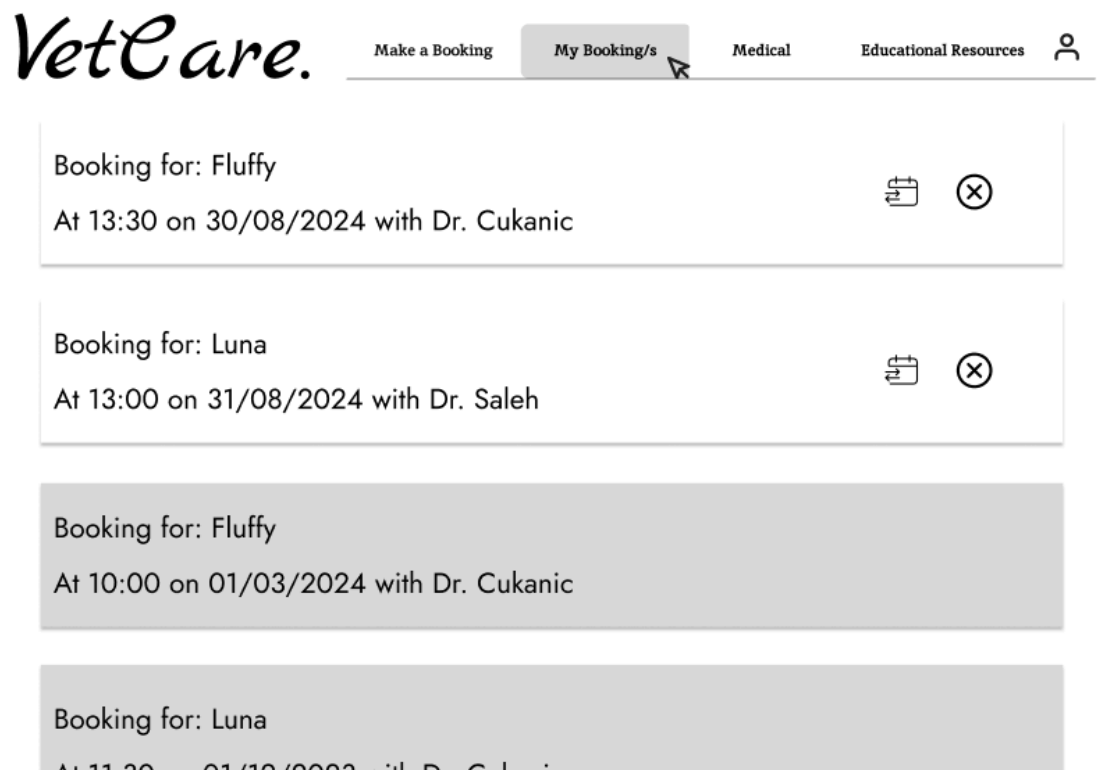 VetCare.
Make a Booking
My Booking/s
Medical
Educational Resources
Booking for: Fluffy
At 13:30 on 30/08/2024 with Dr. Cukanic
Booking for: Luna
At 13:00 on 31/08/2024 with Dr. Saleh
Booking for: Fluffy
At 10:00 on 01/03/2024 with Dr. Cukanic
Booking for: Luna